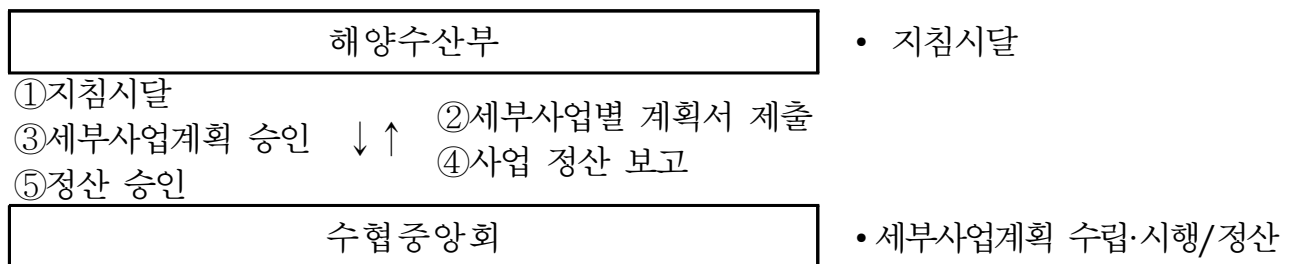 해양수산부
• 지침시달
①지침시달
③세부사업계획 승인 ↓↑
⑤정산 승인
②세부사업별 계획서 제출
④사업 정산 보고
수협중앙회
• 세부사업계획 수립·시행/정산